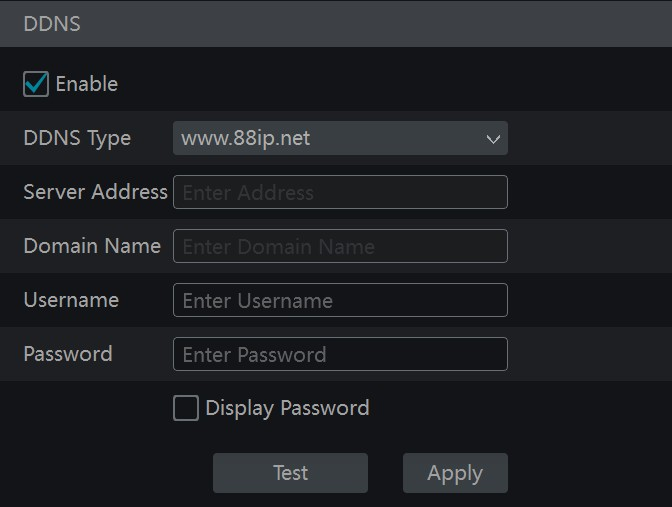 DDNS
Enable
DDNS Type www.88ip.net
Server Address Enter Address
Domain Name Enter Domain Name
Username Enter Username
Password Enter Password
Display Password
Test Apply